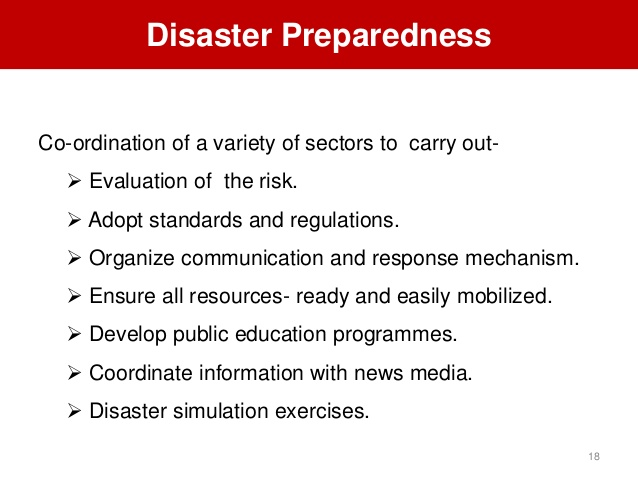 Disaster Preparedness
Co-ordination of a variety of sectors to carry out-
➢ Evaluation of the risk.
➢ Adopt standards and regulations.
➢ Organize communication and response mechanism.
➢ Ensure all resources- ready and easily mobilized.
➢ Develop public education programmes.
➢ Coordinate information with news media.
➢ Disaster simulation exercises.
18